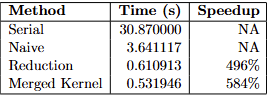 Method Time (s) Speedup
Serial 30.870000 NA
Naive 3.641117 NA
Reduction 0.610913 496%
Merged Kernel 0.531946 584%